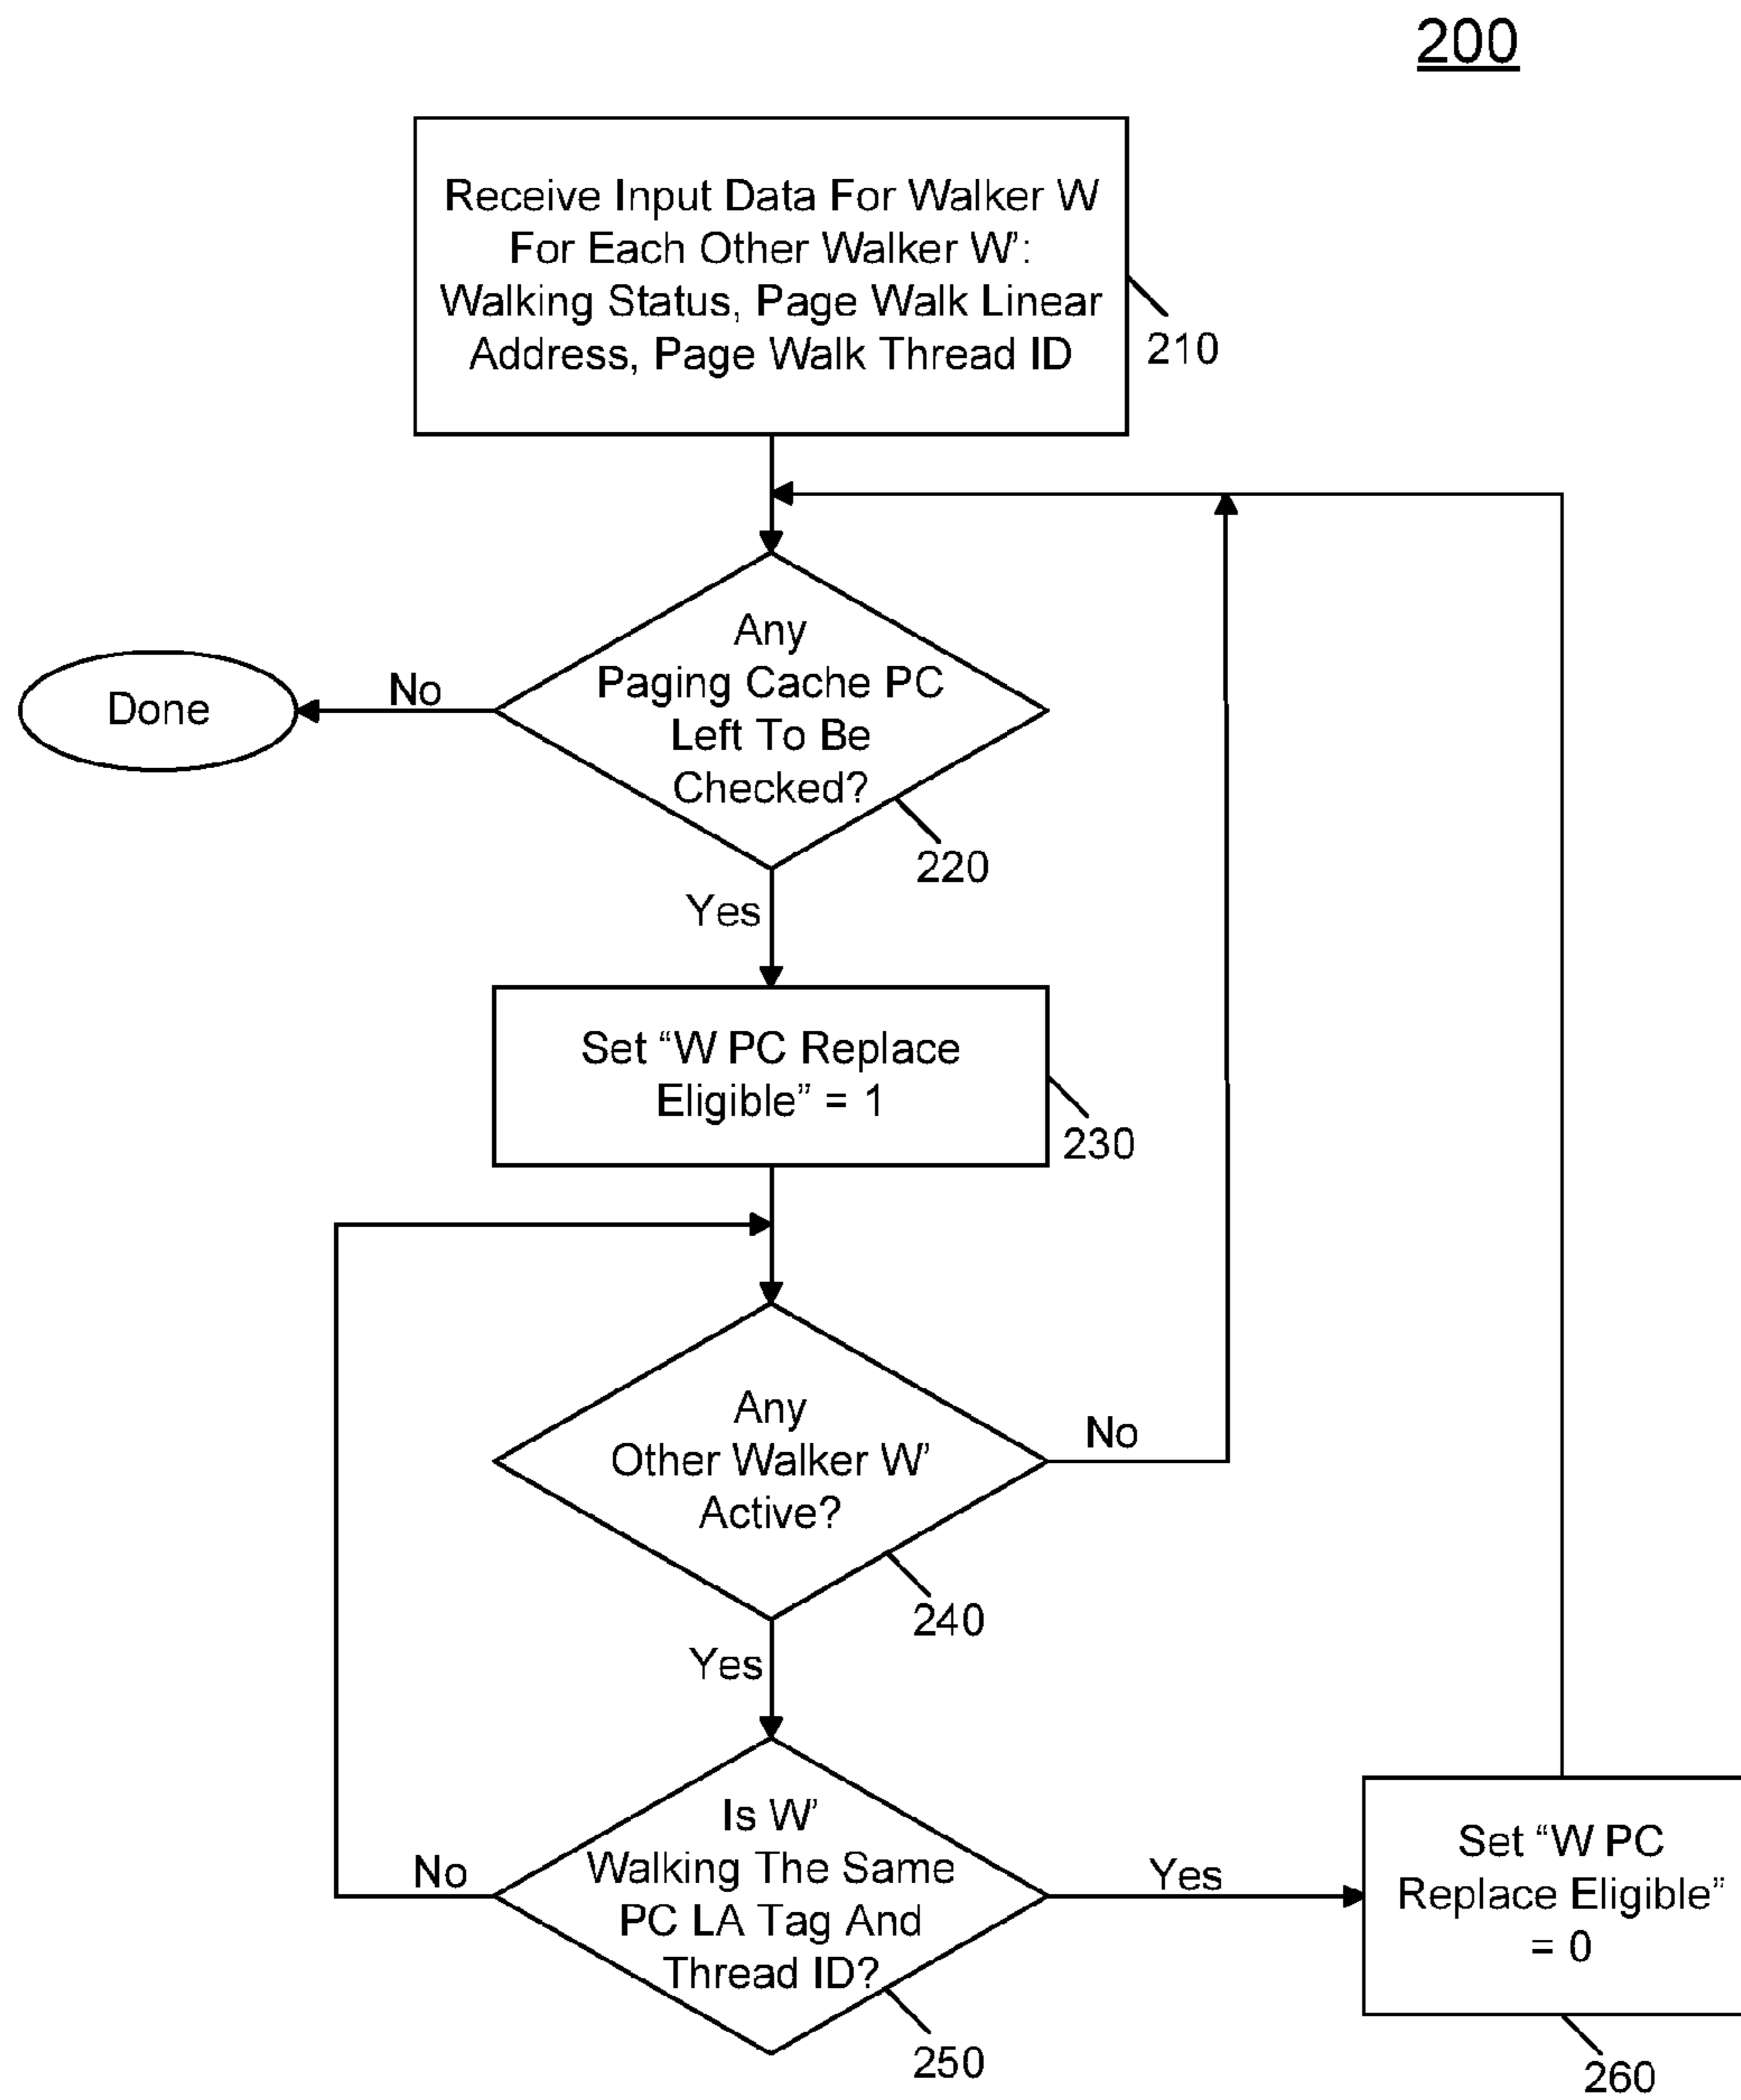 200
Receive Input Data For Walker W
For Each Other Walker W’:
Walking Status, Page Walk Linear
Address, Page Walk Thread ID
210
Any
Paging Cache PC
Left To Be
Checked?
No
Done
220
Yes
Set “W PC Replace
Eligible” = 1
230
Any
Other Walker W’
Active?
No
240
Yes
Is W’
Walking The Same
PC LA Tag And
Thread ID?
No
Yes
250
Set “W PC
Replace Eligible”
= 0
260